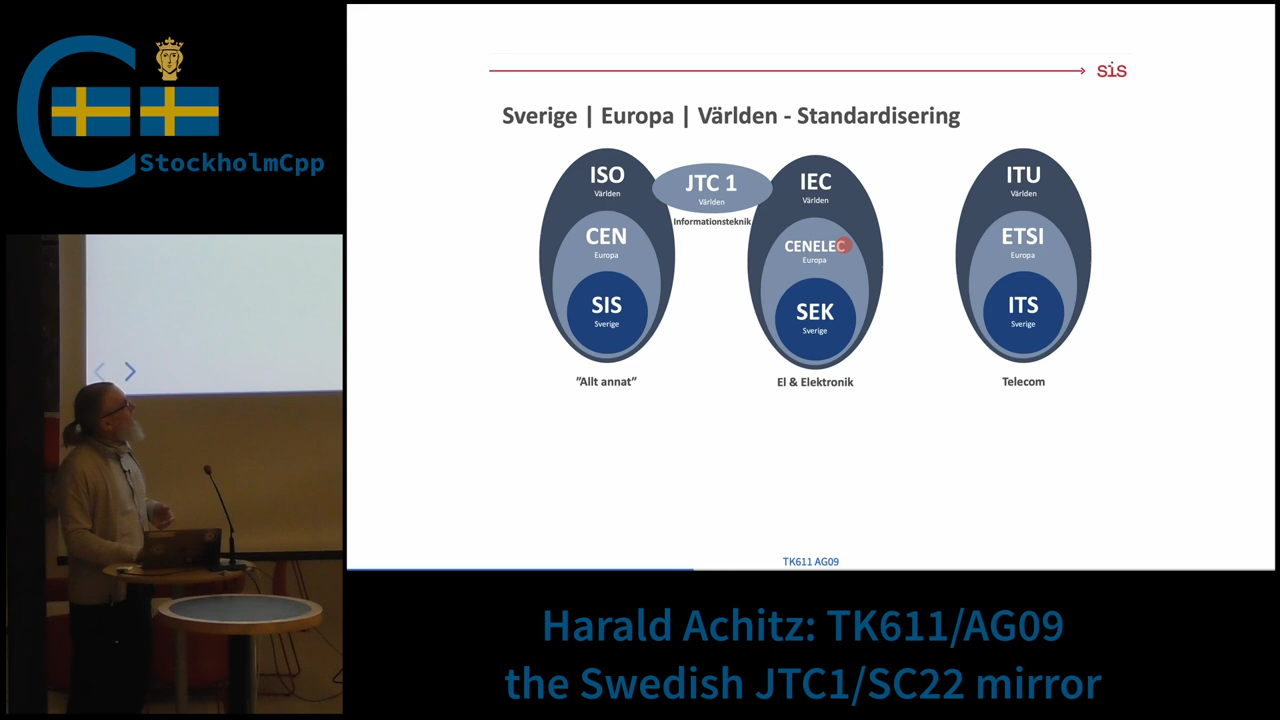 StockholmCpp
sis
Sverige | Europa | Världen - Standardisering
ISO
Världen
CEN
Europa
SIS
Sverige
"Allt annat"
JTC 1
Världen
Informationsteknik
IEC
Världen
CENELEC
Europa
SEK
Sverige
El & Elektronik
ITU
Världen
ETSI
Europa
ITS
Sverige
Telecom
TK611 AG09
Harald Achitz: TK611/AG09
the Swedish JTC1/SC22 mirror